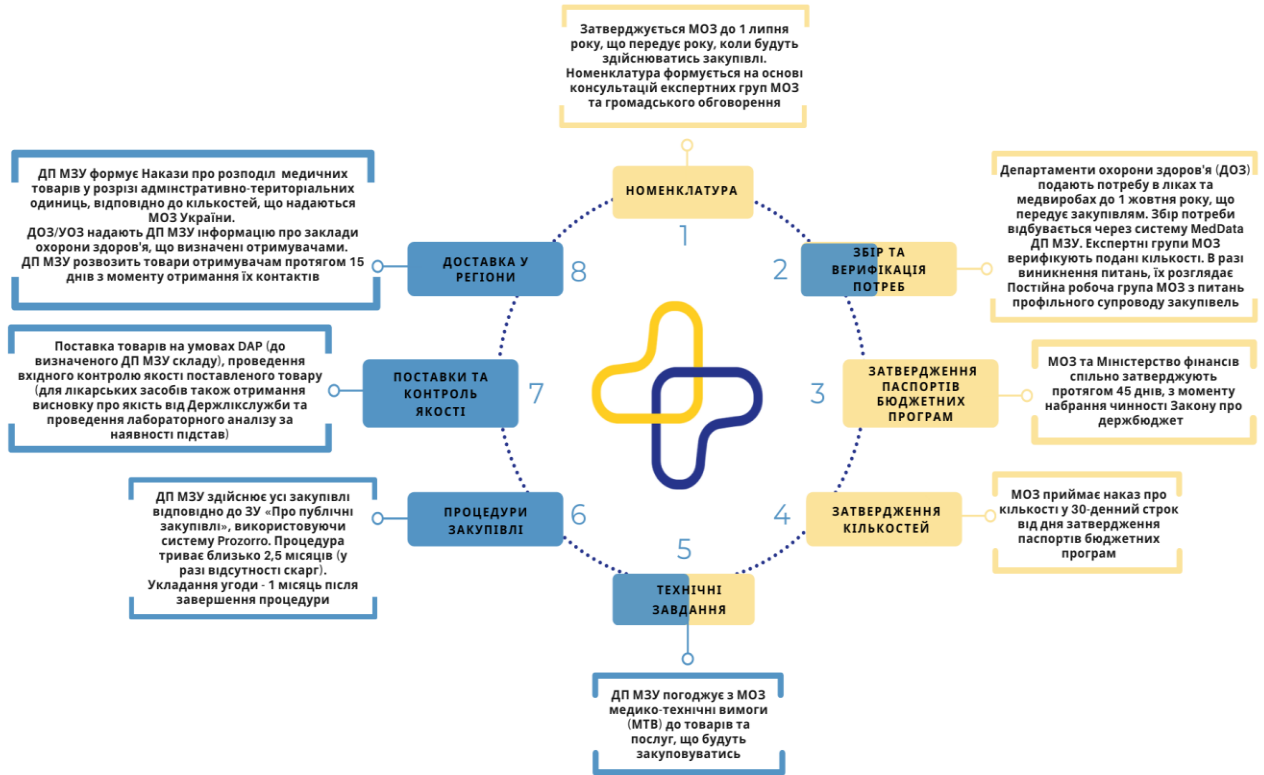 Затверджується МОЗ до 1 липня
року, що передує року, коли будуть
здійснюватись закупівлі.
Номенклатура формується на основі
консультацій експертних груп МОЗ
та громадського обговорення
НОМЕНКЛАТУРА
1
Департаменти охорони здоров'я (ДОЗ)
подають потребу в ліках та
медвиробах до 1 жовтня року, що
передує закупівлям. Збір потреби
відбувається через систему MedData
ДП МЗУ. Експертні групи МОЗ
верифікують подані кількості. В разі
виникнення питань, їх розглядає
Постійна робоча група МОЗ з питань
профільного супроводу закупівель
2
ЗБІР ТА
ВЕРИФІКАЦІЯ
ПОТРЕБ
3
ЗАТВЕРДЖЕННЯ
ПАСПОРТІВ
БЮДЖЕТНИХ
ПРОГРАМ
МОЗ та Міністерство фінансів
спільно затверджують
протягом 45 днів, з моменту
набрання чинності Закону про
держбюджет
4
ЗАТВЕРДЖЕННЯ
КІЛЬКОСТЕЙ
МОЗ приймає наказ про
кількості у 30-денний строк
від дня затвердження
паспортів бюджетних
програм
5
ТЕХНІЧНІ
ЗАВДАННЯ
ДП МЗУ погоджує з МОЗ
медико-технічні вимоги
(МТВ) до товарів та
послуг, що будуть
закуповуватись
6
ПРОЦЕДУРИ
ЗАКУПІВЛІ
ДП МЗУ здійснює усі закупівлі
відповідно до ЗУ «Про публічні
закупівлі», використовуючи
систему Prozorro. Процедура
триває близько 2,5 місяців (у
разі відсутності скарг).
Укладання угоди - 1 місяць після
завершення процедури
7
ПОСТАВКИ ТА
КОНТРОЛЬ
ЯКОСТІ
Поставка товарів на умовах DAP (до
визначеного ДП МЗУ складу), проведення
вхідного контролю якості поставленого товару
(для лікарських засобів також отримання
висновку про якість від Держлікслужби та
проведення лабораторного аналізу за
наявності підстав)
8
ДОСТАВКА У
РЕГІОНИ
ДП МЗУ формує Накази про розподіл медичних
товарів у розрізі адмінстративно-територіальних
одиниць, відповідно до кількостей, що надаються
МОЗ України.
ДОЗ/УОЗ надають ДП МЗУ інформацію про заклади
охорони здоров'я, що визначені отримувачами.
ДП МЗУ розвозить товари отримувачам протягом 15
днів з моменту отримання їх контактів